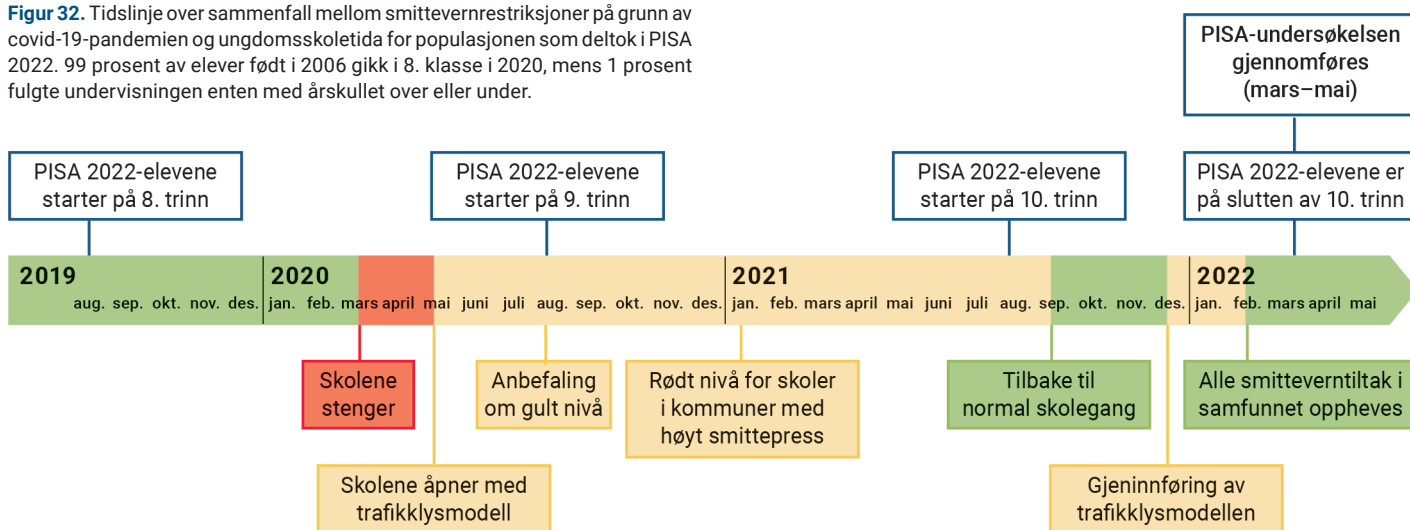 Figur 32. Tidslinje over sammenfall mellom smittevernrestriksjoner på grunn av
covid-19-pandemien og ungdomsskoletida for populasjonen som deltok i PISA
2022. 99 prosent av elever født i 2006 gikk i 8. klasse i 2020, mens 1 prosent
fulgte undervisningen enten med årskullet over eller under.
PISA-undersøkelsen
gjennomføres
(mars–mai)
PISA 2022-elevene
starter på 8. trinn
PISA 2022-elevene
starter på 9. trinn
PISA 2022-elevene
starter på 10. trinn
PISA 2022-elevene er
på slutten av 10. trinn
2019 2020 2021 2022
aug. sep. okt. nov. des. jan. feb. mars april mai juni juli aug. sep. okt. nov. des. jan. feb. mars april mai juni juli aug. sep. okt. nov. des. jan. feb. mars april mai
Skolene
stenger
Anbefaling
om gult nivå
Rødt nivå for skoler
i kommuner med
høyt smittepress
Tilbake til
normal skolegang
Alle smitteverntiltak i
samfunnet oppheves
Skolene åpner med
trafikklysmodell
Gjeninnføring av
trafikklysmodellen